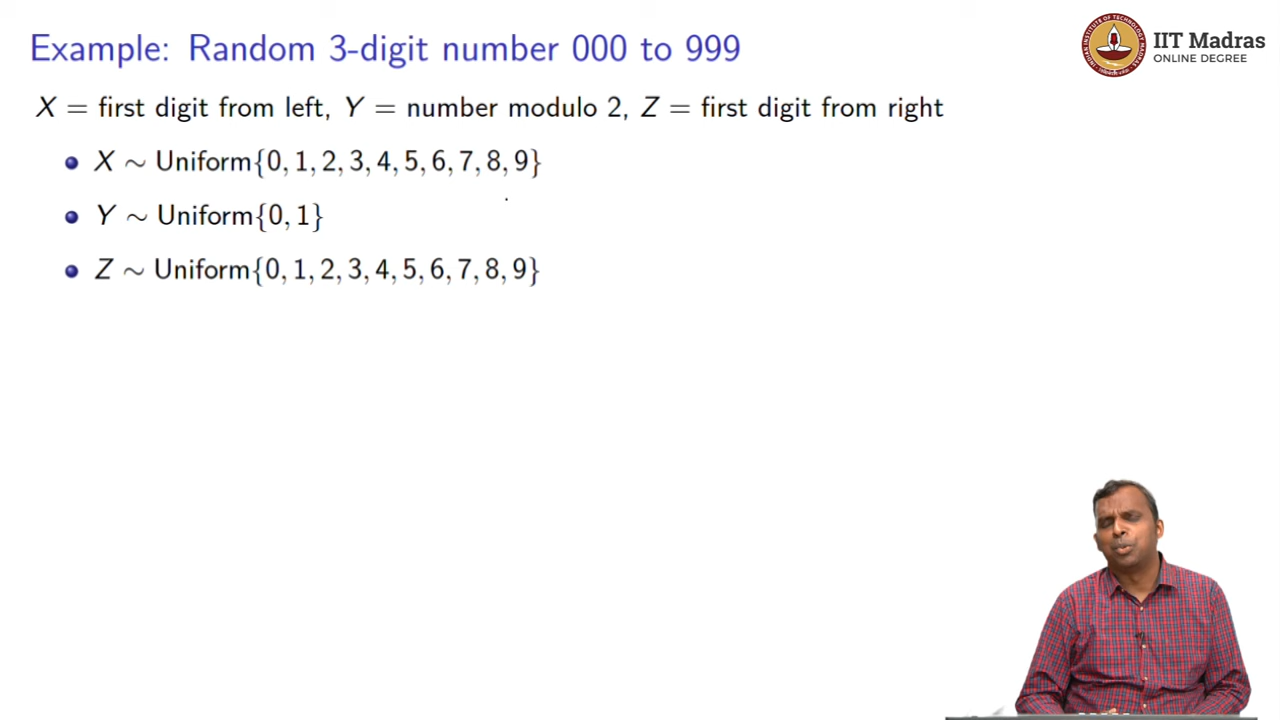 Example: Random 3-digit number 000 to 999
IIT Madras
ONLINE DEGREE
X = first digit from left, Y = number modulo 2, Z = first digit from right
X ∼ Uniform{0, 1, 2, 3, 4, 5, 6, 7, 8, 9}
Y ∼ Uniform{0, 1}
Z ∼ Uniform{0, 1, 2, 3, 4, 5, 6, 7, 8, 9}